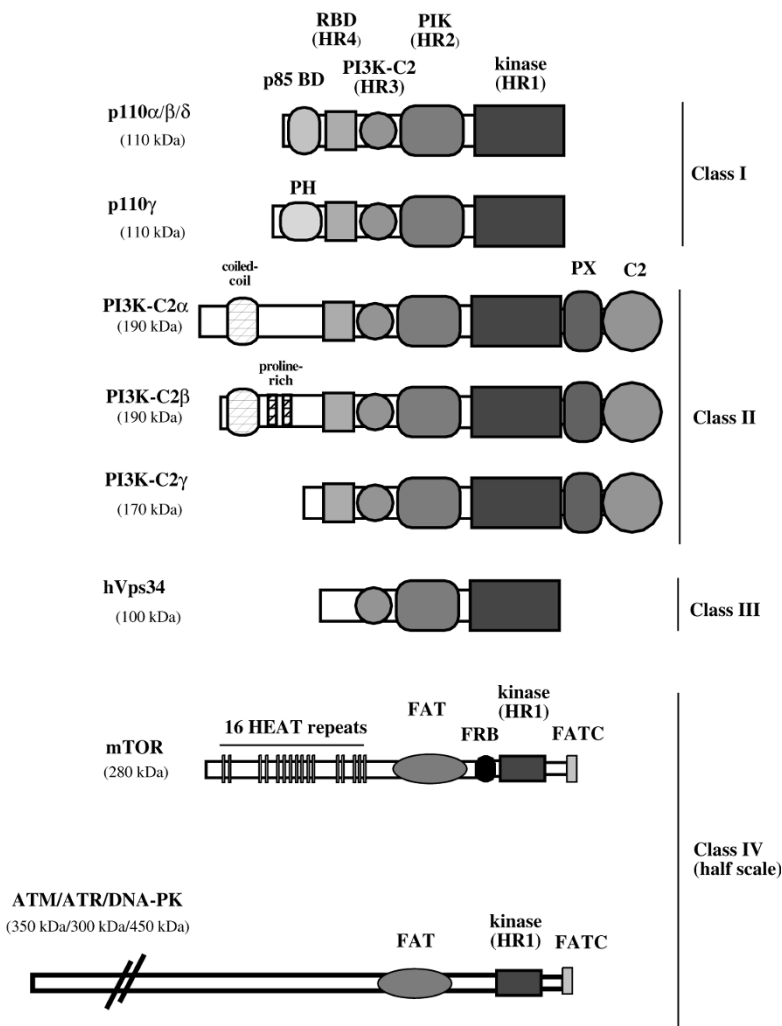 RBD
(HR4)
PIK
(HR2)
p85 BD
PI3K-C2
(HR3)
kinase
(HR1)
p110α/β/δ
(110 kDa)
Class I
PH
p110γ
(110 kDa)
coiled-
coil
PX
C2
PI3K-C2α
(190 kDa)
proline-
rich
PI3K-C2β
(190 kDa)
Class II
PI3K-C2γ
(170 kDa)
hVps34
(100 kDa)
Class III
16 HEAT repeats
FAT
FRB
kinase
(HR1)
FATC
mTOR
(280 kDa)
Class IV
(half scale)
ATM/ATR/DNA-PK
(350 kDa/300 kDa/450 kDa)
FAT
kinase
(HR1)
FATC